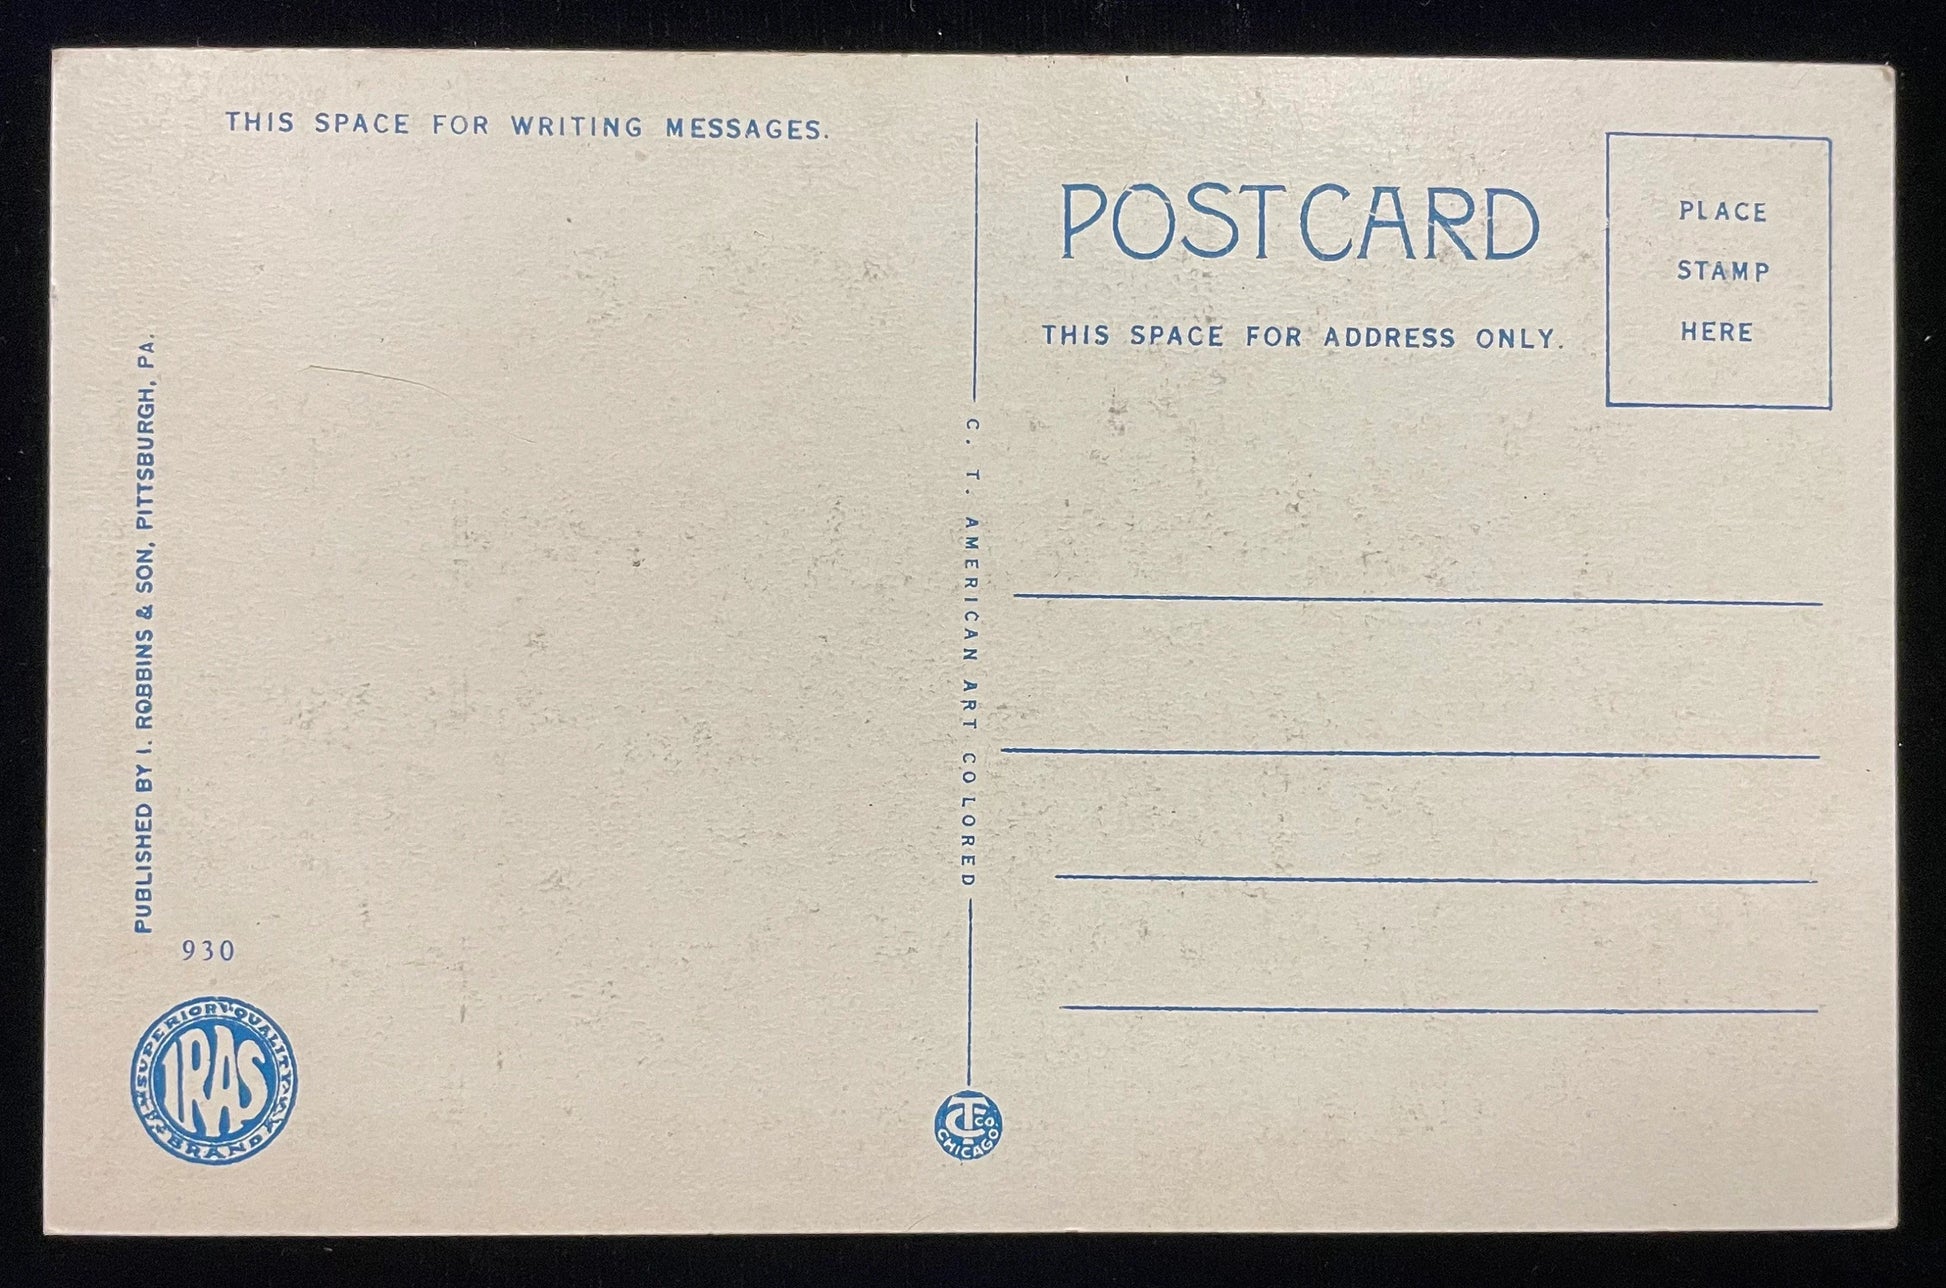 THIS SPACE FOR WRITING MESSAGES.
POST CARD
THIS SPACE FOR ADDRESS ONLY.
PLACE
STAMP
HERE
PUBLISHED BY I. ROBBINS & SON, PITTSBURGH, PA.
C. T. AMERICAN ART COLORED
930
SUPERIOR QUALITY
IRAS
BRAND
CT CO.
CHICAGO